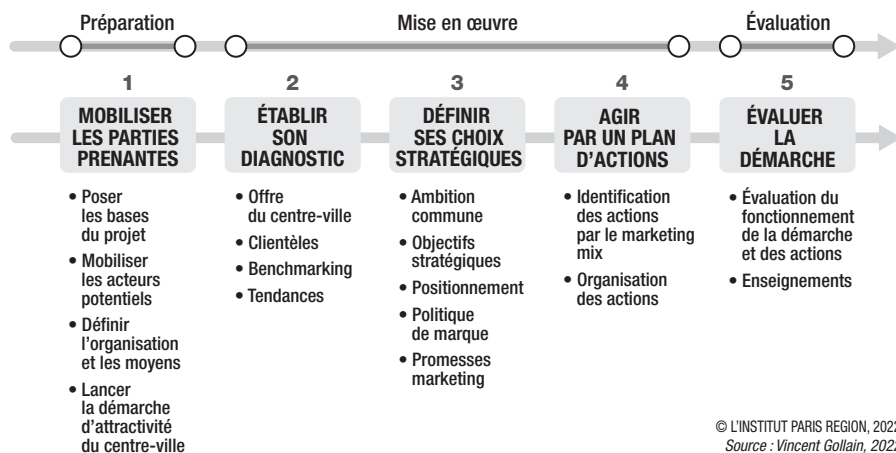 Préparation
Mise en œuvre
Évaluation
1
MOBILISER
LES PARTIES
PRENANTES
• Poser
les bases
du projet
• Mobiliser
les acteurs
potentiels
• Définir
l'organisation
et les moyens
• Lancer
la démarche
d'attractivité
du centre-ville
2
ÉTABLIR
SON
DIAGNOSTIC
• Offre
du centre-ville
• Clientèles
• Benchmarking
• Tendances
3
DÉFINIR
SES CHOIX
STRATÉGIQUES
• Ambition
commune
• Objectifs
stratégiques
• Positionnement
• Politique
de marque
• Promesses
marketing
4
AGIR
PAR UN PLAN
D'ACTIONS
• Identification
des actions
par le marketing
mix
• Organisation
des actions
5
ÉVALUER
LA
DÉMARCHE
• Évaluation du
fonctionnement
de la démarche
et des actions
• Enseignements
© L'INSTITUT PARIS REGION, 2022
Source : Vincent Gollain, 2022